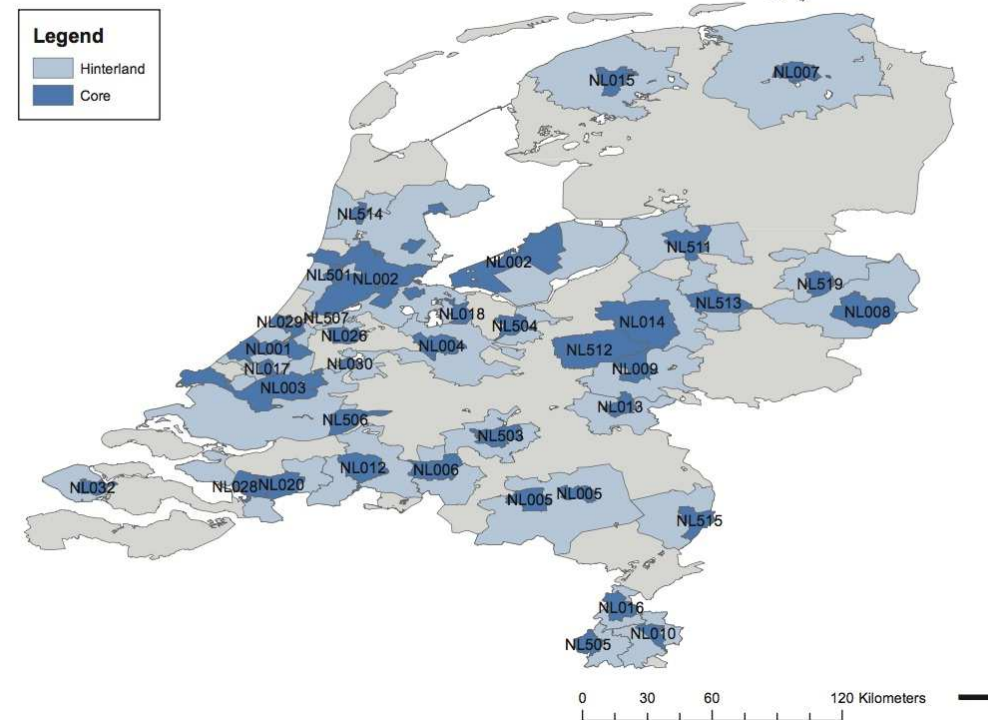 Legend
Hinterland
Core
NL015
NL007
NL514
NL511
NL002
NL501
NL002
NL519
NL513
NL008
NL018
NL504
NL029
NL507
NL014
NL026
NL001
NL004
NL512
NL017
NL030
NL009
NL003
NL013
NL506
NL503
NL012
NL006
NL032
NL028
NL020
NL005
NL005
NL515
NL016
NL010
NL505
0 30 60 120 Kilometers